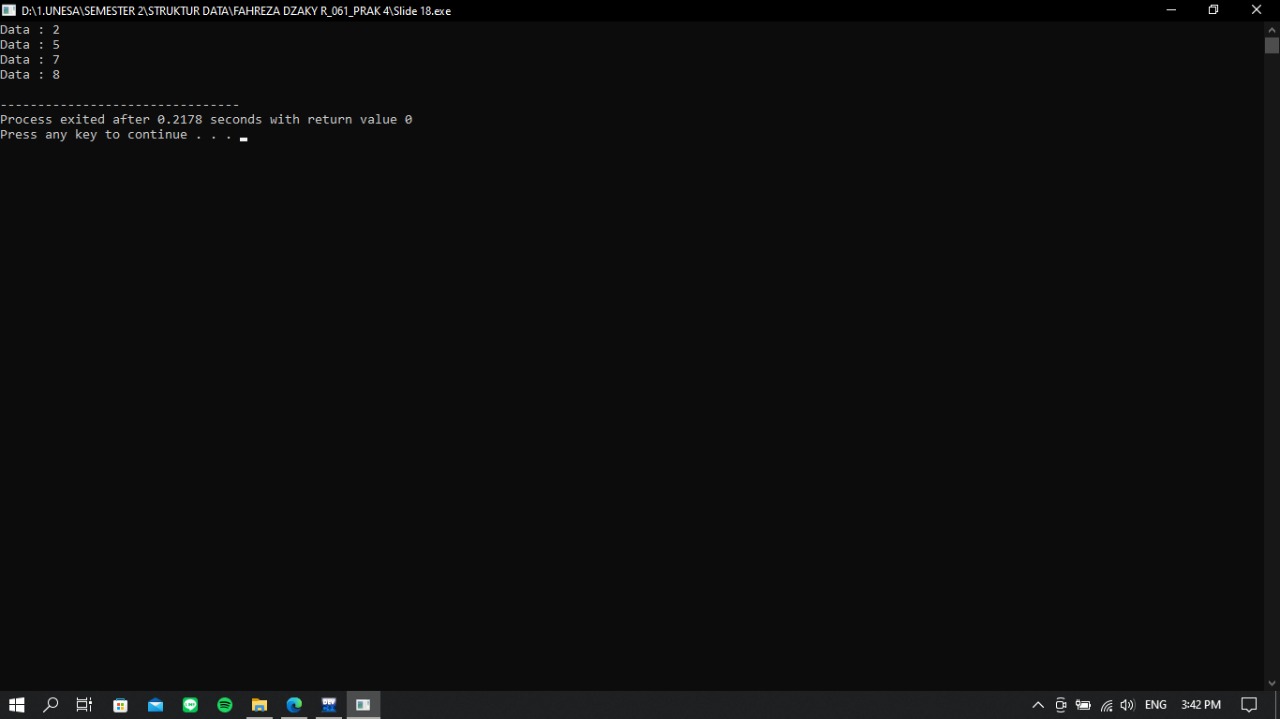 D:\1.UNESA\SEMESTER 2\STRUKTUR DATA\FAHREZA DZAKY R_061_PRAK 4\Slide 18.exe
Data : 2
Data : 5
Data : 7
Data : 8
--------------------------------
Process exited after 0.2178 seconds with return value 0
Press any key to continue . . .
ENG
3:42 PM